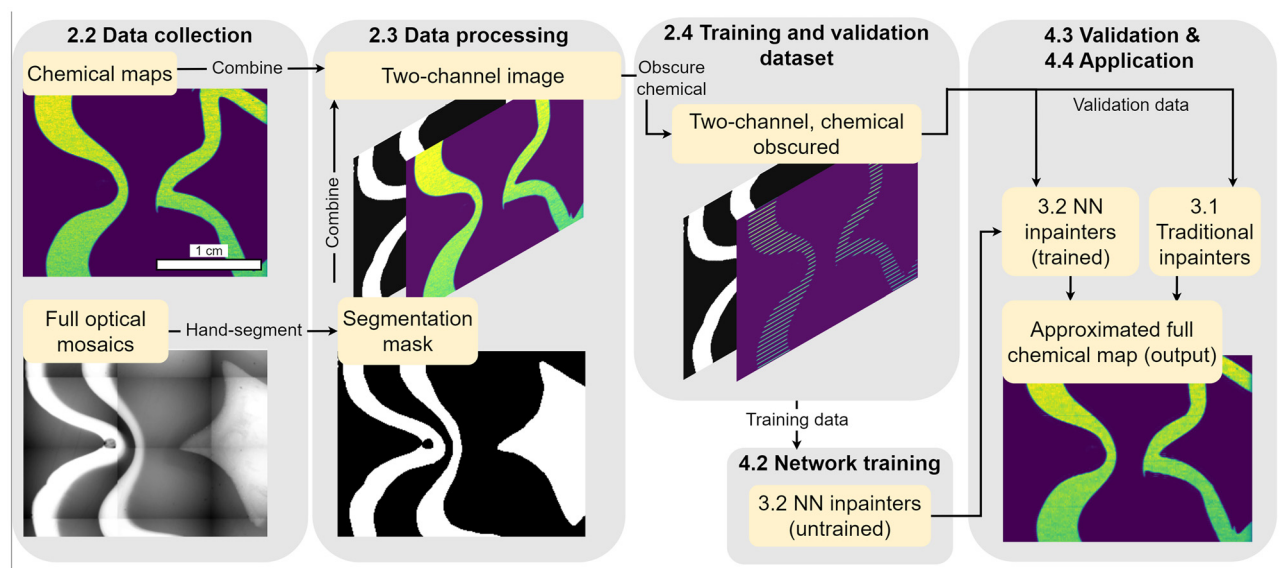 2.2 Data collection
Chemical maps
Combine
1 cm
Full optical
mosaics
Hand-segment
2.3 Data processing
Two-channel image
Combine
Segmentation
mask
2.4 Training and validation
dataset
Obscure
chemical
Two-channel, chemical
obscured
Training data
4.2 Network training
3.2 NN inpainters
(untrained)
4.3 Validation &
4.4 Application
Validation data
3.2 NN
inpainters
(trained)
3.1
Traditional
inpainters
Approximated full
chemical map (output)